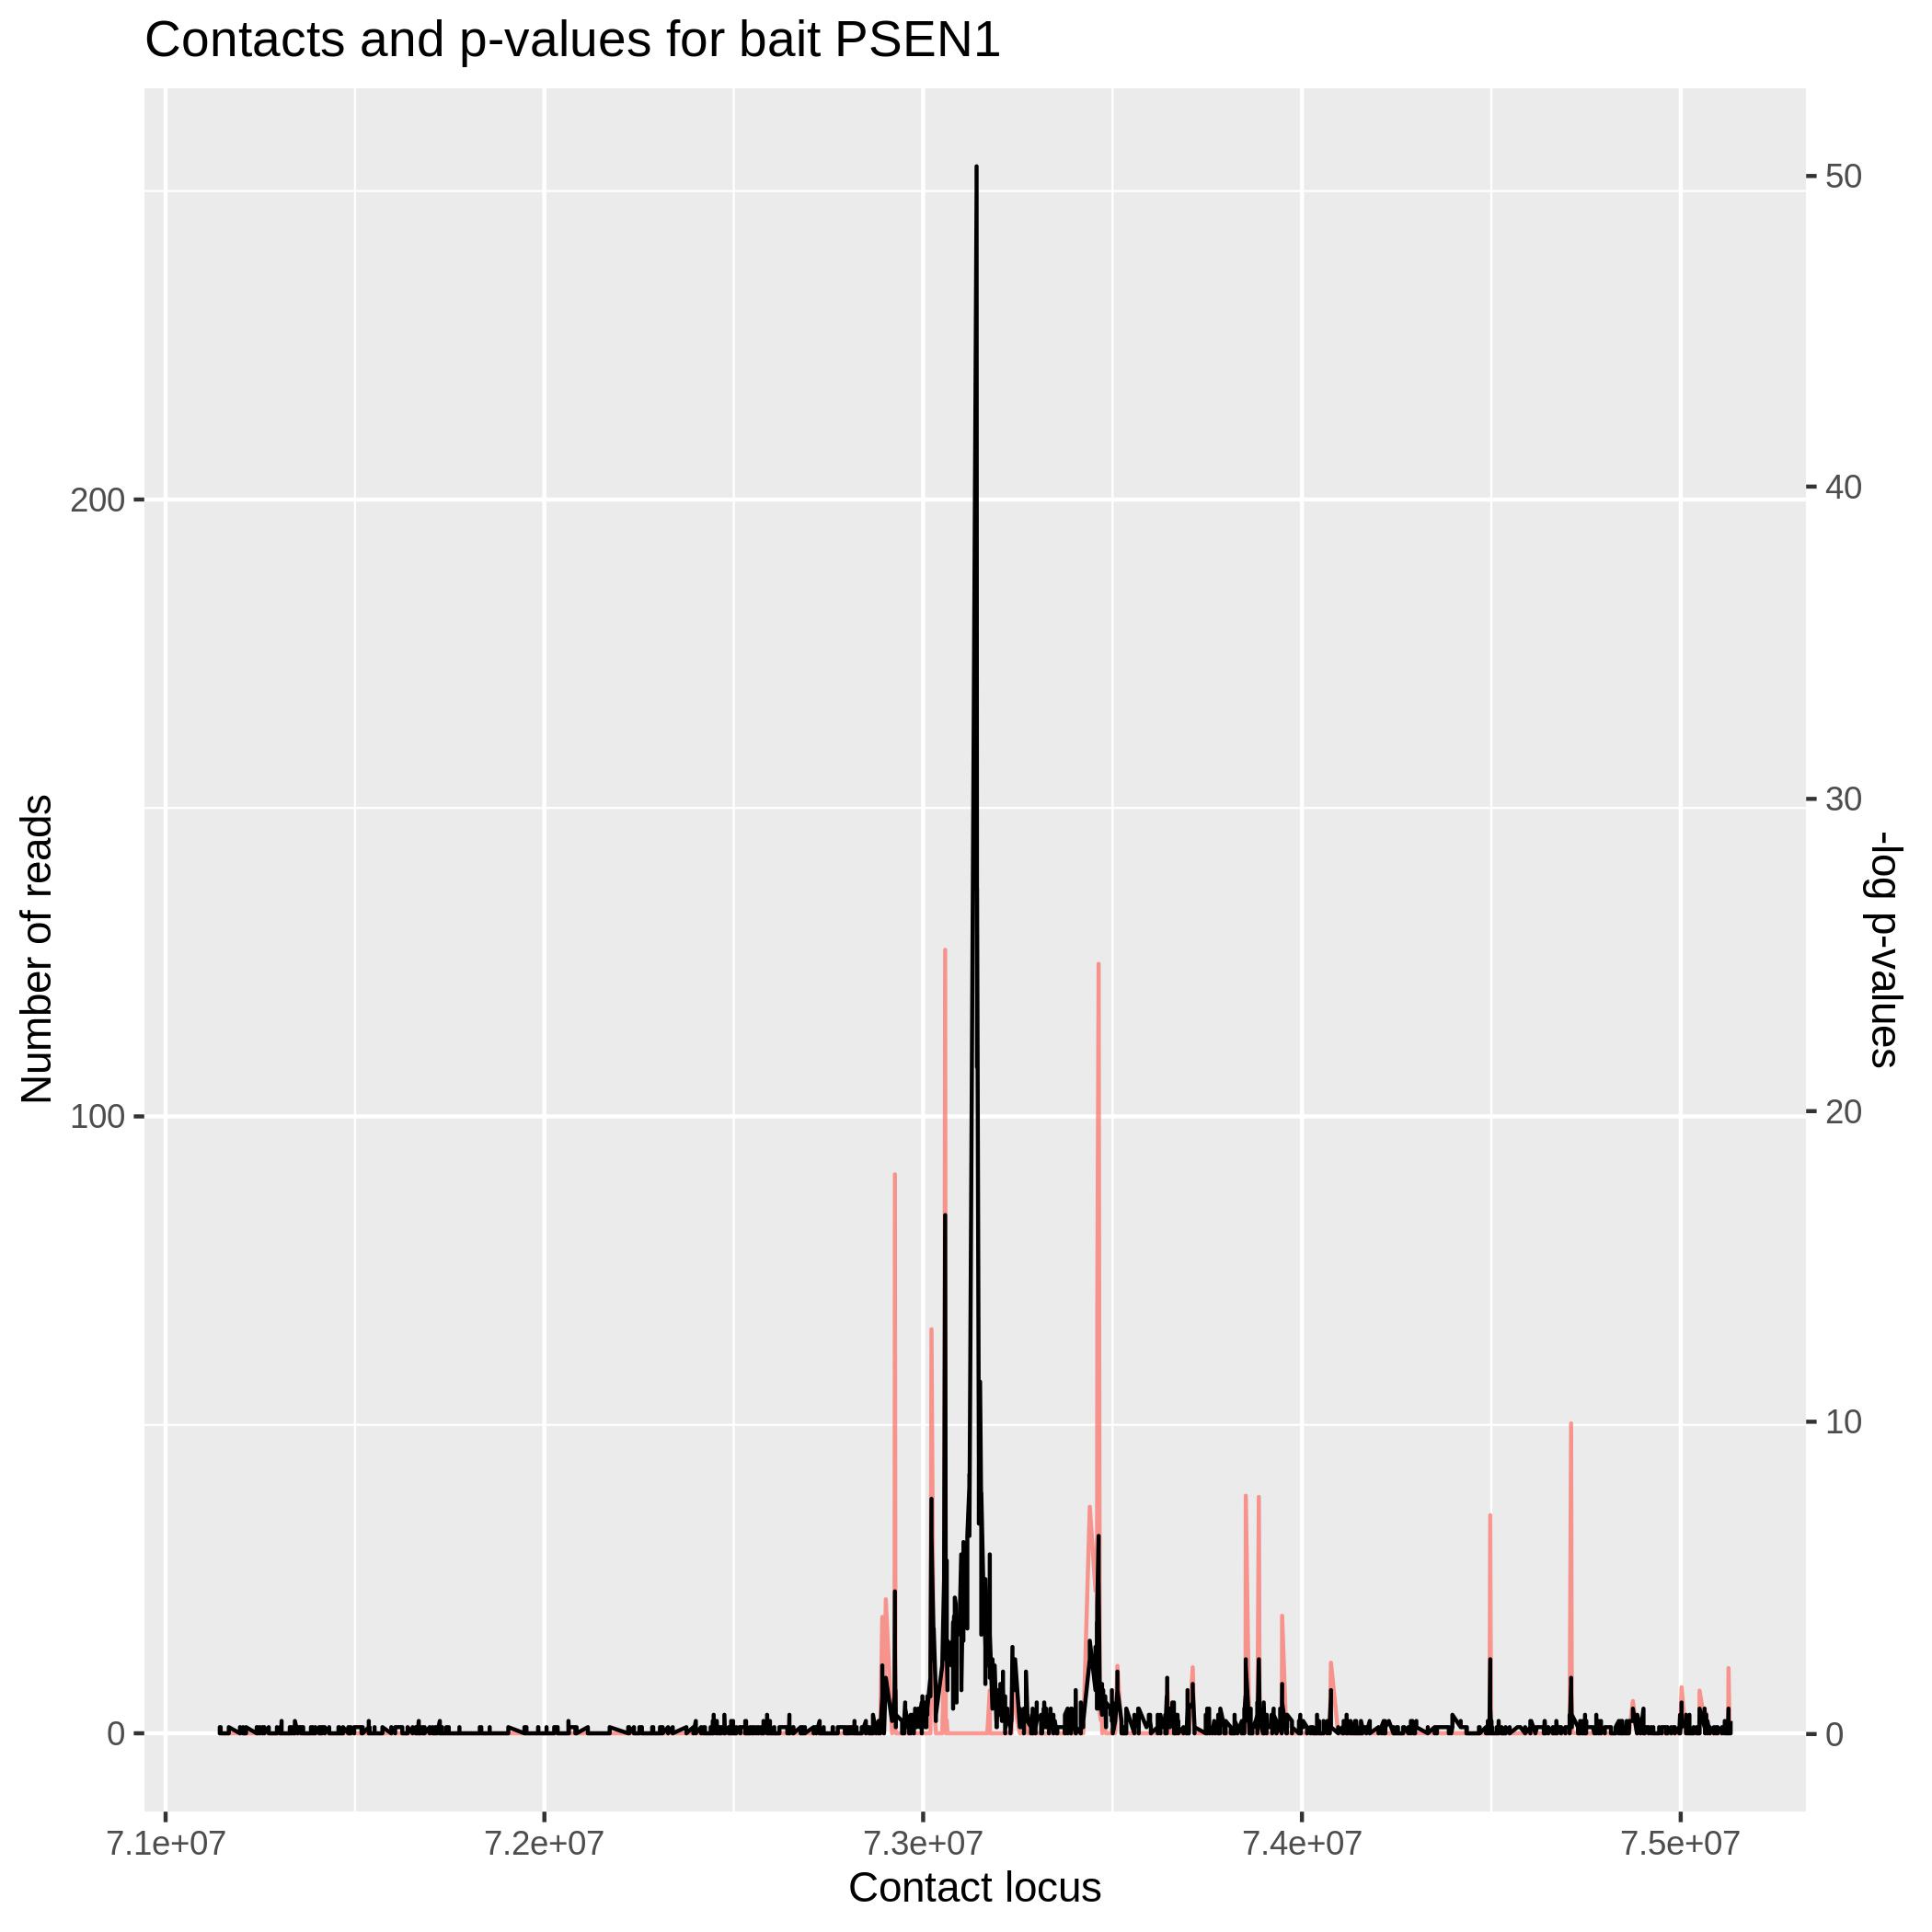 Contacts and p-values for bait PSEN1
Number of reads
200
100
0
50
40
30
20
10
0
-log p-values
7.1e+07
7.2e+07
7.3e+07
7.4e+07
7.5e+07
Contact locus